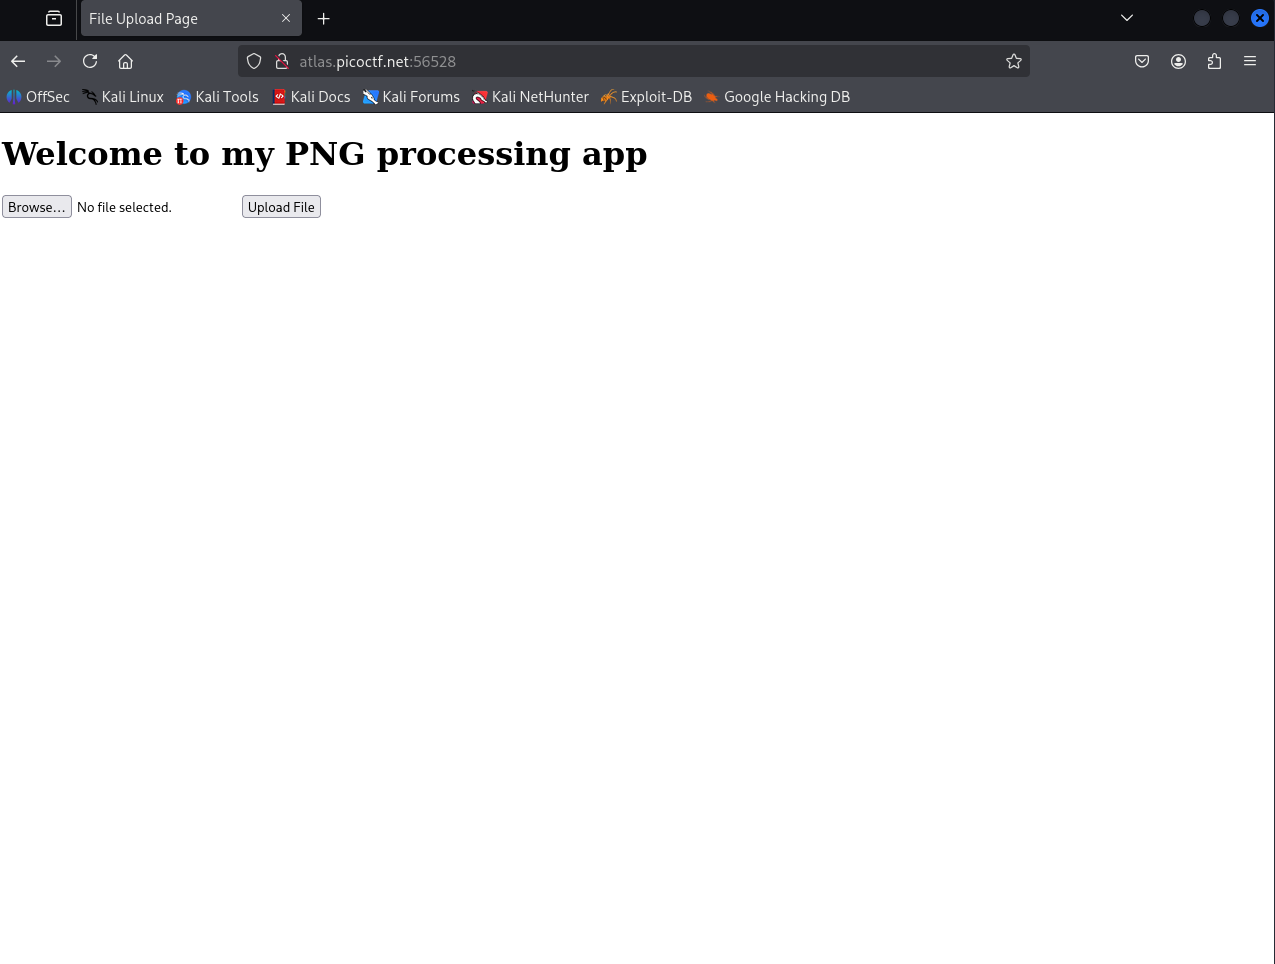 File Upload Page
atlas.picoctf.net:56528
OffSec Kali Linux Kali Tools Kali Docs Kali Forums Kali NetHunter Exploit-DB Google Hacking DB
Welcome to my PNG processing app
Browse... No file selected. Upload File